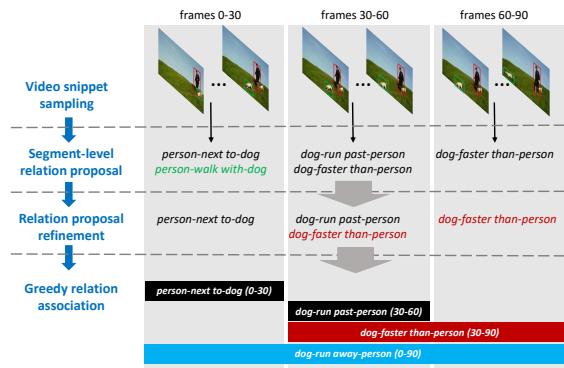 frames 0-30
frames 30-60
frames 60-90
Video snippet
sampling
...
...
...
Segment-level
relation proposal
person-next to-dog
person-walk with-dog
dog-run past-person
dog-faster than-person
dog-faster than-person
Relation proposal
refinement
person-next to-dog
dog-run past-person
dog-faster than-person
dog-faster than-person
Greedy relation
association
person-next to-dog (0-30)
dog-run past-person (30-60)
dog-faster than-person (30-90)
dog-run away-person (0-90)